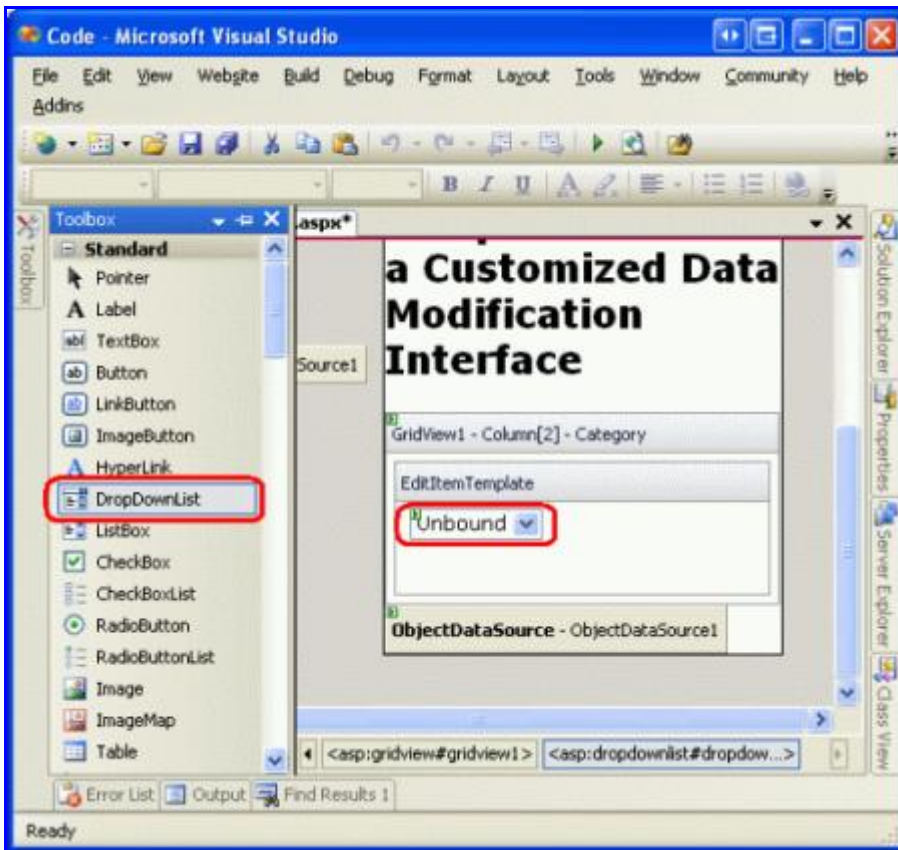 Code - Microsoft Visual Studio
File Edit View Website Build Debug Format Layout Tools Window Community Help
Addins
B I U A
Toolbox
Toolbox
.aspx*
Standard
Pointer
A Label
abl TextBox
ab Button
ab LinkButton
ImageButton
A HyperLink
DropDownList
ListBox
CheckBox
CheckBoxList
RadioButton
RadioButtonList
Image
ImageMap
Table
Source1
a Customized Data
Modification
Interface
GridView1 - Column[2] - Category
EditItemTemplate
Unbound
ObjectDataSource - ObjectDataSource1
<asp:gridview#gridview1> <asp:dropdownlist#dropdow...>
Solution Explorer
Properties
Server Explorer
Class View
Error List Output Find Results 1
Ready